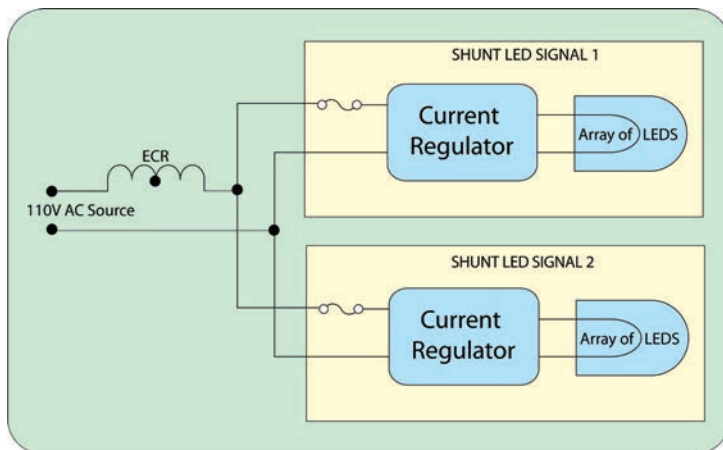 SHUNT LED SIGNAL 1
Current
Regulator
Array of LEDS
ECR
110V AC Source
SHUNT LED SIGNAL 2
Current
Regulator
Array of LEDS